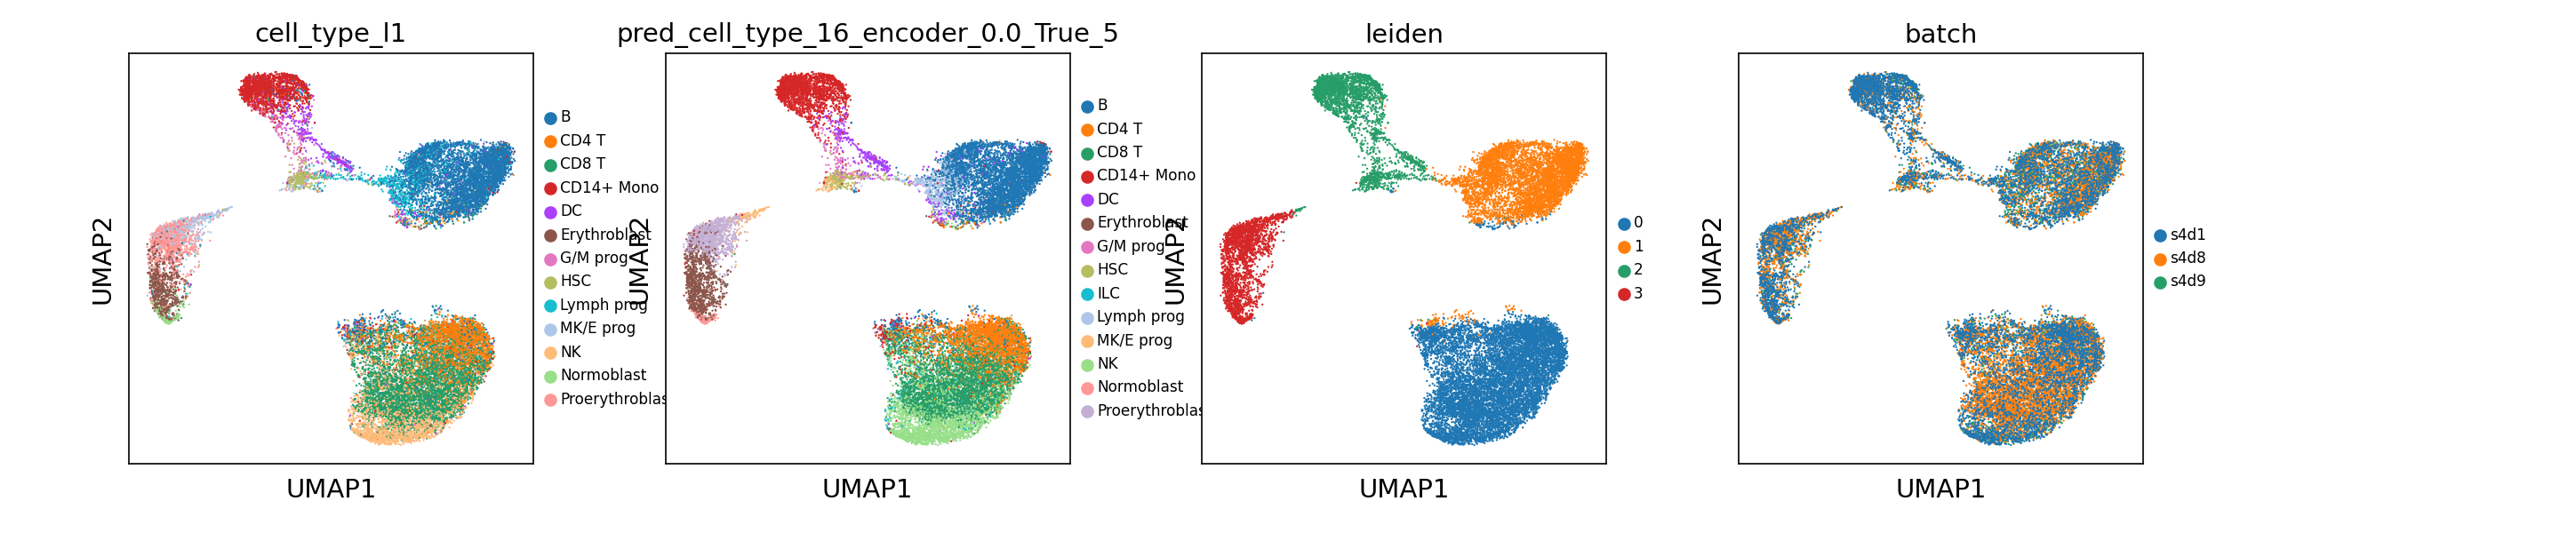 cell_type_l1
UMAP2
UMAP1
B
CD4 T
CD8 T
CD14+ Mono
DC
Erythroblast
G/M prog
HSC
Lymph prog
MK/E prog
NK
Normoblast
Proerythroblas
pred_cell_type_16_encoder_0.0_True_5
UMAP2
UMAP1
B
CD4 T
CD8 T
CD14+ Mono
DC
Erythroblast
G/M prog
HSC
ILC
Lymph prog
MK/E prog
NK
Normoblast
Proerythroblas
leiden
UMAP2
UMAP1
0
1
2
3
batch
UMAP2
UMAP1
s4d1
s4d8
s4d9